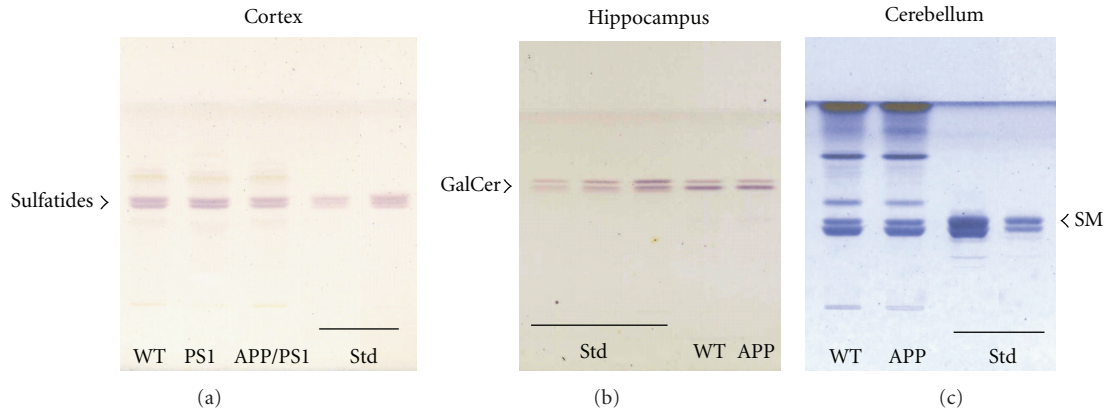 Cortex
Sulfatides
WT PS1 APP/PS1 Std
(a)
Hippocampus
GalCer
Std WT APP
(b)
Cerebellum
SM
WT APP Std
(c)